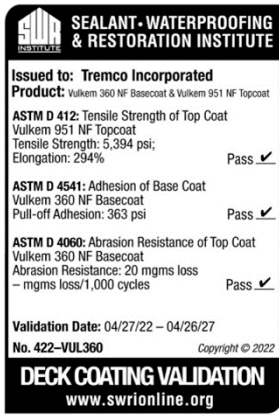 SWR
INSTITUTE
SEALANT • WATERPROOFING
& RESTORATION INSTITUTE
Issued to: Tremco Incorporated
Product: Vulkem 360 NF Basecoat & Vulkem 951 NF Topcoat
ASTM D 412: Tensile Strength of Top Coat
Vulkem 951 NF Topcoat
Tensile Strength: 5,394 psi;
Elongation: 294% Pass ✓
ASTM D 4541: Adhesion of Base Coat
Vulkem 360 NF Basecoat
Pull-off Adhesion: 363 psi Pass ✓
ASTM D 4060: Abrasion Resistance of Top Coat
Vulkem 360 NF Basecoat
Abrasion Resistance: 20 mgms loss
– mgms loss/1,000 cycles Pass ✓
Validation Date: 04/27/22 – 04/26/27
No. 422–VUL360 Copyright © 2022
DECK COATING VALIDATION
www.swrionline.org